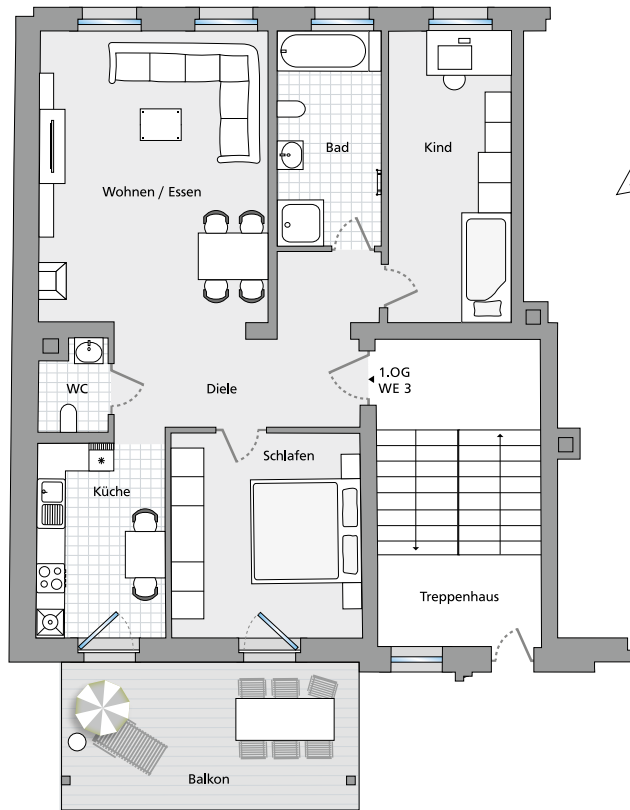 Wohnen / Essen
Bad
Kind
WC
Diele
1.OG
WE 3
Schlafen
Küche
Treppenhaus
Balkon